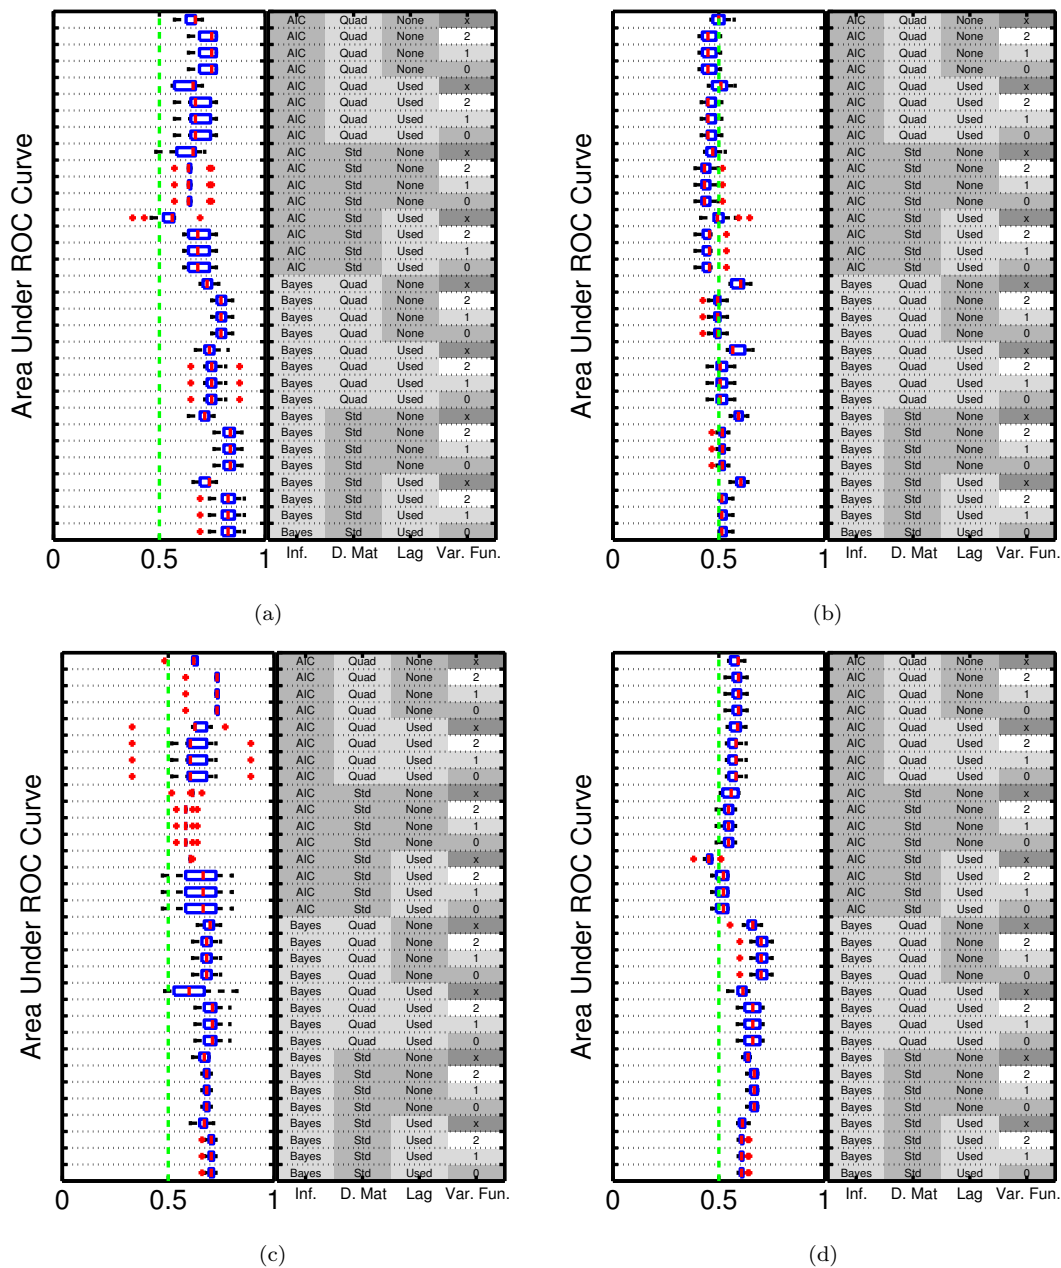 Area Under ROC Curve
AIC Quad None x
AIC Quad None 2
AIC Quad None 1
AIC Quad None 0
AIC Quad Used x
AIC Quad Used 2
AIC Quad Used 1
AIC Quad Used 0
AIC Std None x
AIC Std None 2
AIC Std None 1
AIC Std None 0
AIC Std Used x
AIC Std Used 2
AIC Std Used 1
AIC Std Used 0
Bayes Quad None x
Bayes Quad None 2
Bayes Quad None 1
Bayes Quad None 0
Bayes Quad Used x
Bayes Quad Used 2
Bayes Quad Used 1
Bayes Quad Used 0
Bayes Std None x
Bayes Std None 2
Bayes Std None 1
Bayes Std None 0
Bayes Std Used x
Bayes Std Used 2
Bayes Std Used 1
Bayes Std Used 0
0 0.5 1 Inf. D. Mat Lag Var. Fun.
(a)
Area Under ROC Curve
AIC Quad None x
AIC Quad None 2
AIC Quad None 1
AIC Quad None 0
AIC Quad Used x
AIC Quad Used 2
AIC Quad Used 1
AIC Quad Used 0
AIC Std None x
AIC Std None 2
AIC Std None 1
AIC Std None 0
AIC Std Used x
AIC Std Used 2
AIC Std Used 1
AIC Std Used 0
Bayes Quad None x
Bayes Quad None 2
Bayes Quad None 1
Bayes Quad None 0
Bayes Quad Used x
Bayes Quad Used 2
Bayes Quad Used 1
Bayes Quad Used 0
Bayes Std None x
Bayes Std None 2
Bayes Std None 1
Bayes Std None 0
Bayes Std Used x
Bayes Std Used 2
Bayes Std Used 1
Bayes Std Used 0
0 0.5 1 Inf. D. Mat Lag Var. Fun.
(b)
Area Under ROC Curve
AIC Quad None x
AIC Quad None 2
AIC Quad None 1
AIC Quad None 0
AIC Quad Used x
AIC Quad Used 2
AIC Quad Used 1
AIC Quad Used 0
AIC Std None x
AIC Std None 2
AIC Std None 1
AIC Std None 0
AIC Std Used x
AIC Std Used 2
AIC Std Used 1
AIC Std Used 0
Bayes Quad None x
Bayes Quad None 2
Bayes Quad None 1
Bayes Quad None 0
Bayes Quad Used x
Bayes Quad Used 2
Bayes Quad Used 1
Bayes Quad Used 0
Bayes Std None x
Bayes Std None 2
Bayes Std None 1
Bayes Std None 0
Bayes Std Used x
Bayes Std Used 2
Bayes Std Used 1
Bayes Std Used 0
0 0.5 1 Inf. D. Mat Lag Var. Fun.
(c)
Area Under ROC Curve
AIC Quad None x
AIC Quad None 2
AIC Quad None 1
AIC Quad None 0
AIC Quad Used x
AIC Quad Used 2
AIC Quad Used 1
AIC Quad Used 0
AIC Std None x
AIC Std None 2
AIC Std None 1
AIC Std None 0
AIC Std Used x
AIC Std Used 2
AIC Std Used 1
AIC Std Used 0
Bayes Quad None x
Bayes Quad None 2
Bayes Quad None 1
Bayes Quad None 0
Bayes Quad Used x
Bayes Quad Used 2
Bayes Quad Used 1
Bayes Quad Used 0
Bayes Std None x
Bayes Std None 2
Bayes Std None 1
Bayes Std None 0
Bayes Std Used x
Bayes Std Used 2
Bayes Std Used 1
Bayes Std Used 0
0 0.5 1 Inf. D. Mat Lag Var. Fun.
(d)